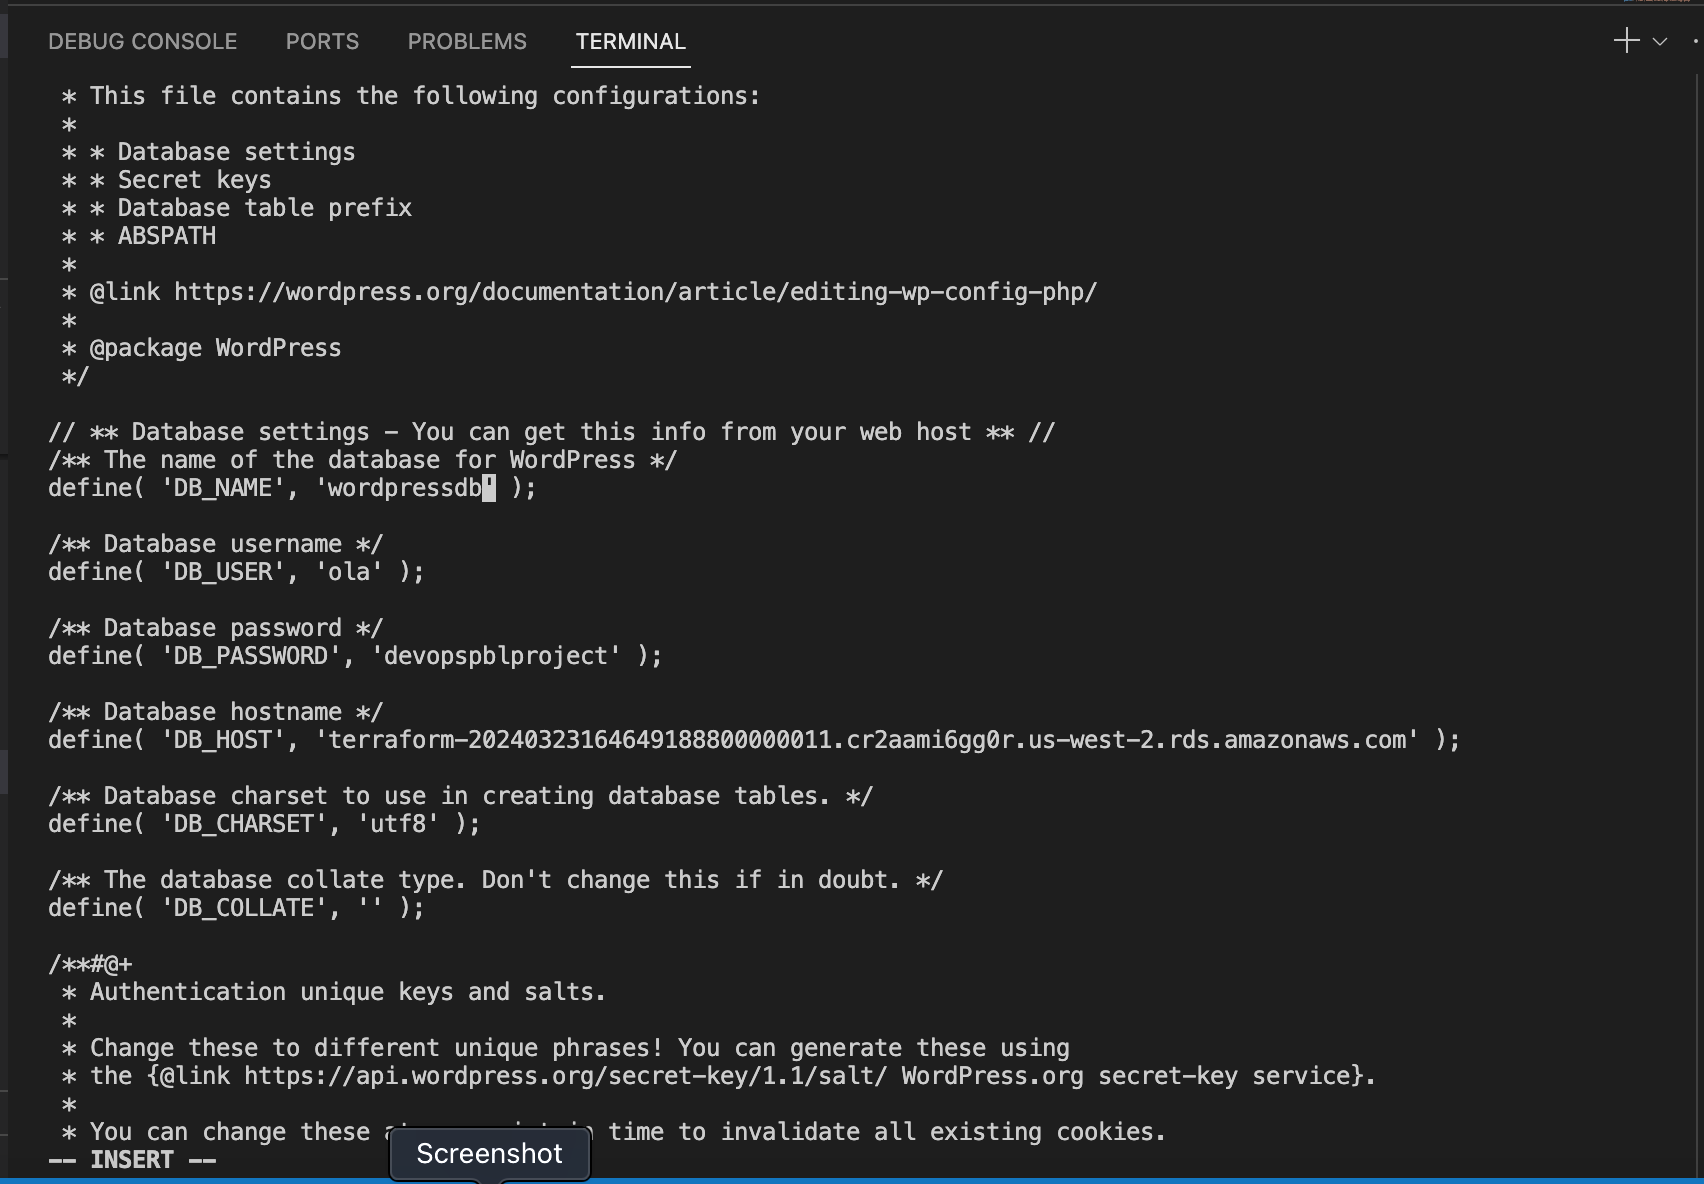 DEBUG CONSOLE PORTS PROBLEMS TERMINAL
* This file contains the following configurations:
*
* * Database settings
* * Secret keys
* * Database table prefix
* * ABSPATH
*
* @link https://wordpress.org/documentation/article/editing-wp-config-php/
*
* @package WordPress
*/
// ** Database settings - You can get this info from your web host ** //
/** The name of the database for WordPress */
define( 'DB_NAME', 'wordpressdb' );
/** Database username */
define( 'DB_USER', 'ola' );
/** Database password */
define( 'DB_PASSWORD', 'devopspblproject' );
/** Database hostname */
define( 'DB_HOST', 'terraform-20240323164649188800000011.cr2aami6gg0r.us-west-2.rds.amazonaws.com' );
/** Database charset to use in creating database tables. */
define( 'DB_CHARSET', 'utf8' );
/** The database collate type. Don't change this if in doubt. */
define( 'DB_COLLATE', '' );
/**#@+
* Authentication unique keys and salts.
*
* Change these to different unique phrases! You can generate these using
* the {@link https://api.wordpress.org/secret-key/1.1/salt/ WordPress.org secret-key service}.
*
* You can change these time to invalidate all existing cookies.
-- INSERT --
Screenshot